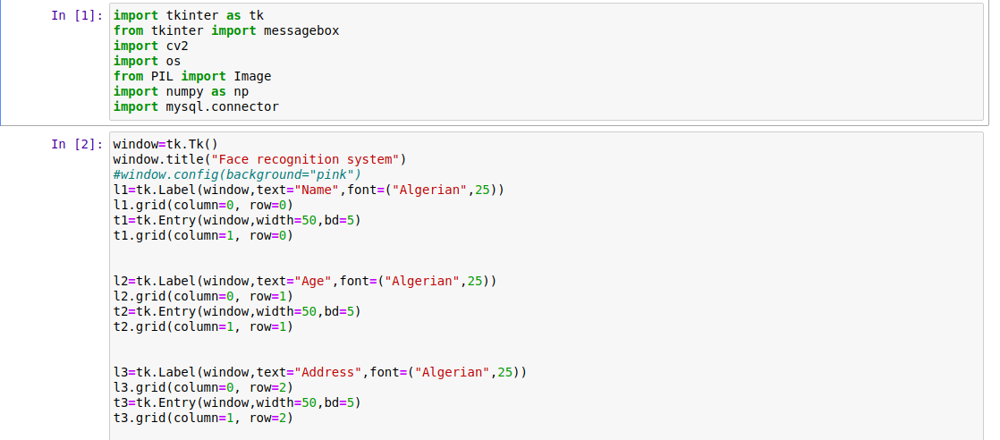 In [1]: import tkinter as tk
from tkinter import messagebox
import cv2
import os
from PIL import Image
import numpy as np
import mysql.connector
In [2]: window=tk.Tk()
window.title("Face recognition system")
#window.config(background="pink")
l1=tk.Label(window,text="Name",font=("Algerian",25))
l1.grid(column=0, row=0)
t1=tk.Entry(window,width=50,bd=5)
t1.grid(column=1, row=0)
l2=tk.Label(window,text="Age",font=("Algerian",25))
l2.grid(column=0, row=1)
t2=tk.Entry(window,width=50,bd=5)
t2.grid(column=1, row=1)
l3=tk.Label(window,text="Address",font=("Algerian",25))
l3.grid(column=0, row=2)
t3=tk.Entry(window,width=50,bd=5)
t3.grid(column=1, row=2)